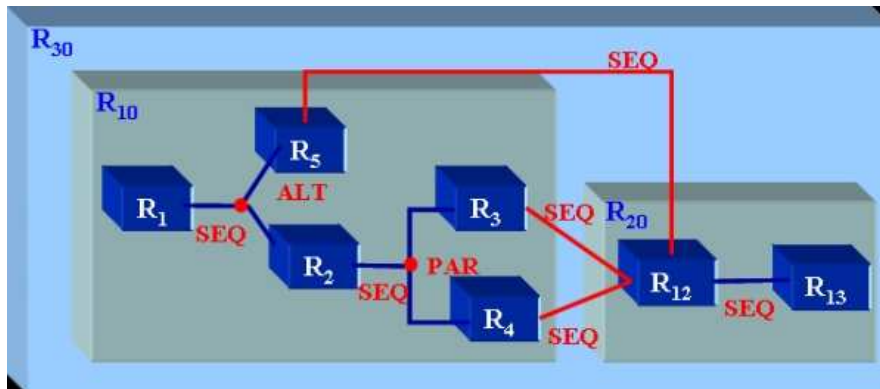 R30
SEQ
R10
R5
ALT
R1
SEQ
R3
SEQ
R20
R2
SEQ
PAR
R4
SEQ
R12
SEQ
R13